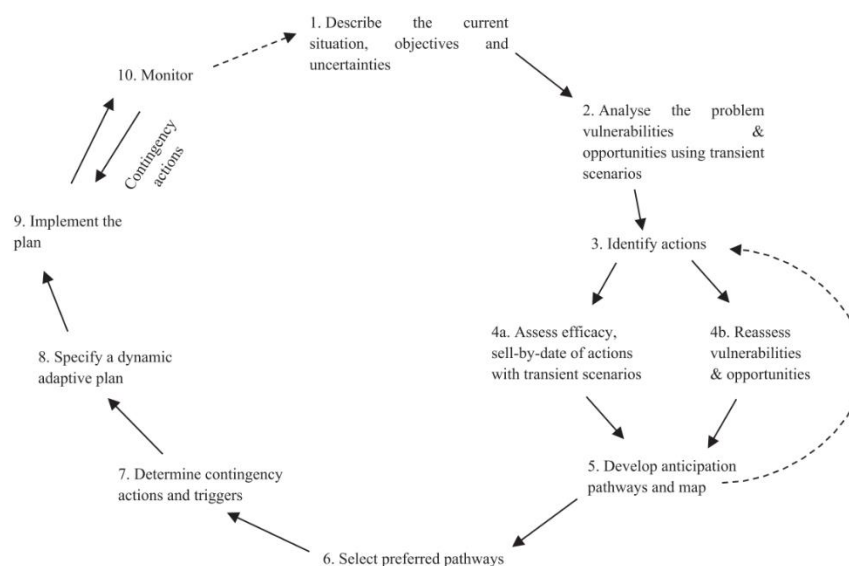 1. Describe the current
situation, objectives and
uncertainties
2. Analyse the problem
vulnerabilities &
opportunities using transient
scenarios
3. Identify actions
4a. Assess efficacy,
sell-by-date of actions
with transient scenarios
4b. Reassess
vulnerabilities
& opportunities
5. Develop anticipation
pathways and map
6. Select preferred pathways
7. Determine contingency
actions and triggers
8. Specify a dynamic
adaptive plan
9. Implement the
plan
10. Monitor
Contingency
actions